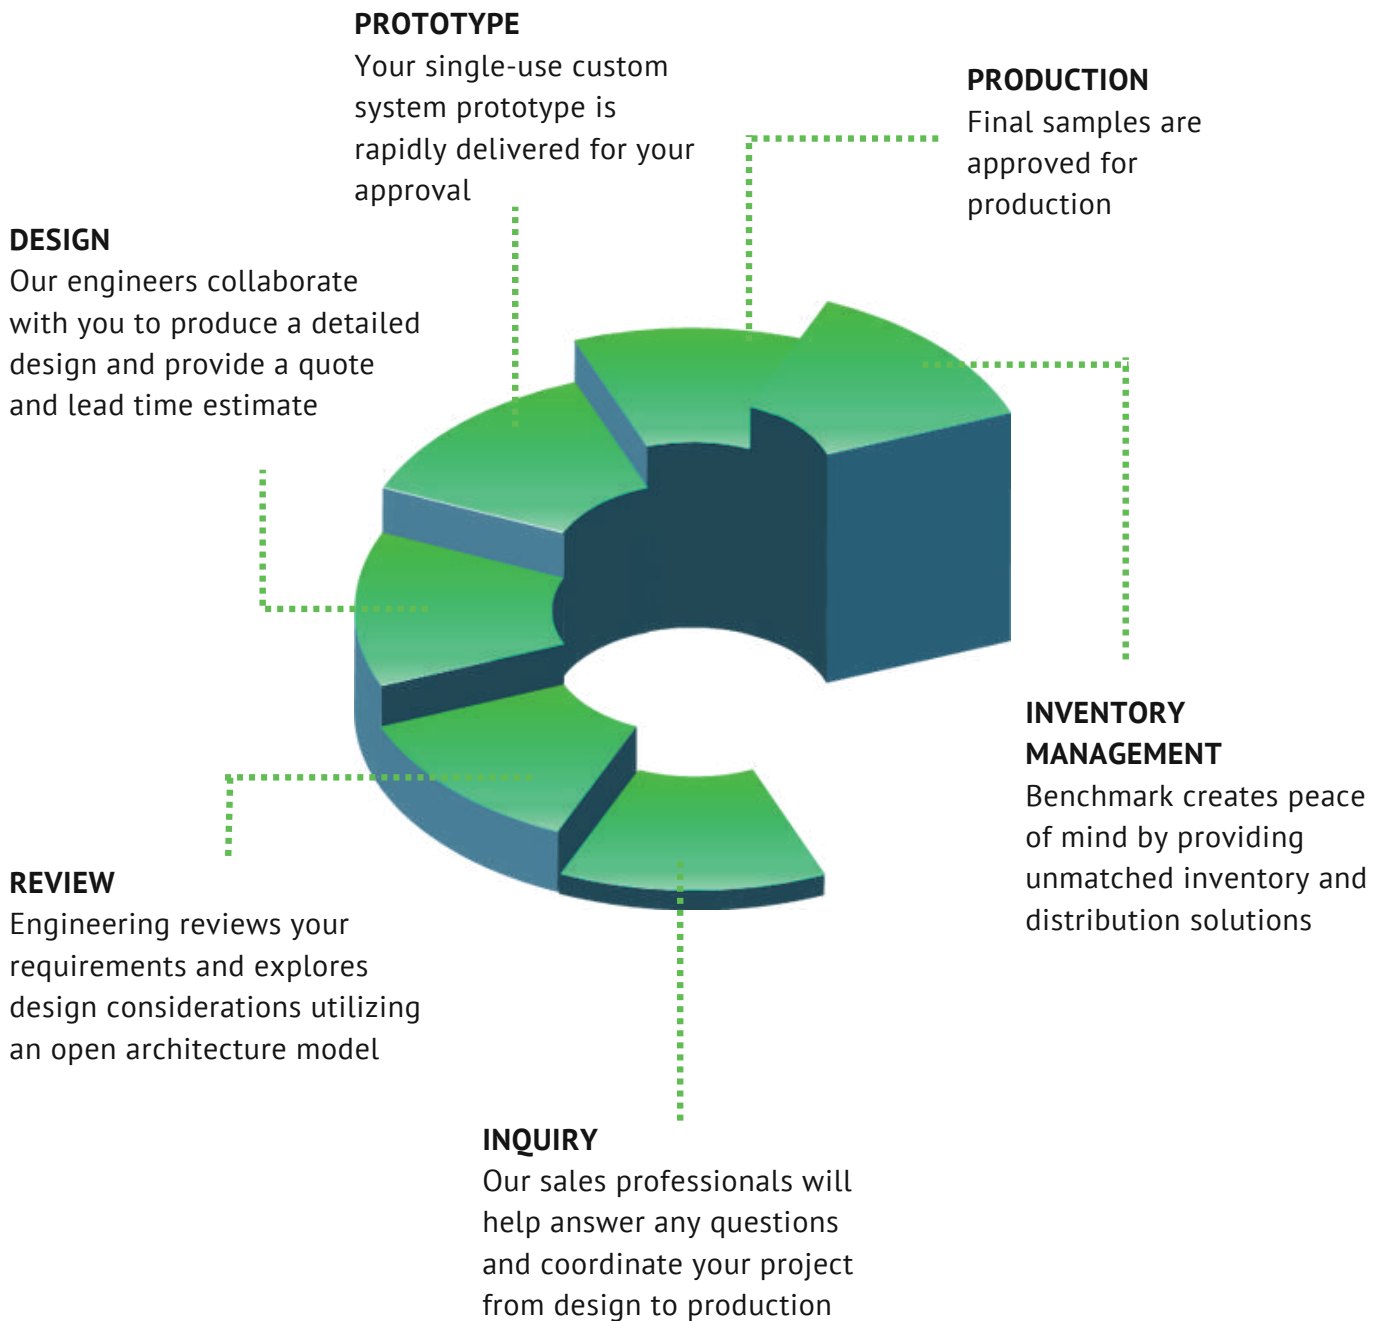 PROTOTYPE
Your single-use custom
system prototype is
rapidly delivered for your
approval
PRODUCTION
Final samples are
approved for
production
DESIGN
Our engineers collaborate
with you to produce a detailed
design and provide a quote
and lead time estimate
INVENTORY
MANAGEMENT
Benchmark creates peace
of mind by providing
unmatched inventory and
distribution solutions
REVIEW
Engineering reviews your
requirements and explores
design considerations utilizing
an open architecture model
INQUIRY
Our sales professionals will
help answer any questions
and coordinate your project
from design to production